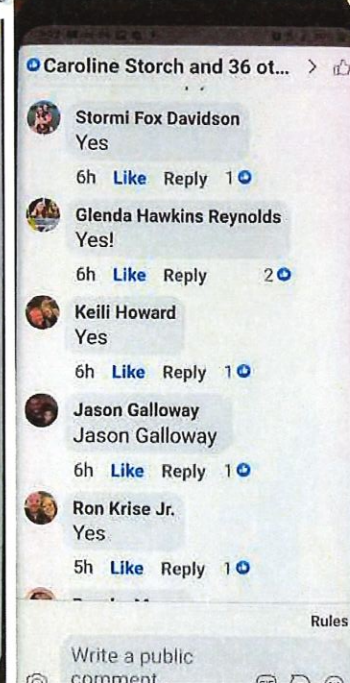 Caroline Storch and 36 ot... >
Stormi Fox Davidson
Yes
6h Like Reply 1
Glenda Hawkins Reynolds
Yes!
6h Like Reply 2
Keili Howard
Yes
6h Like Reply 1
Jason Galloway
Jason Galloway
6h Like Reply 1
Ron Krise Jr.
Yes
5h Like Reply 1
Rules
Write a public
comment